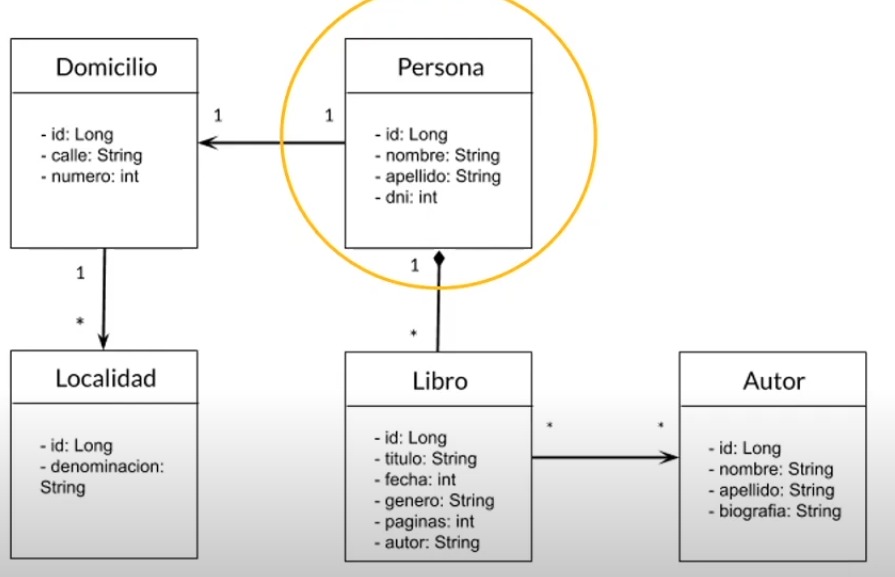 Domicilio
- id: Long
- calle: String
- numero: int
1
1
Persona
- id: Long
- nombre: String
- apellido: String
- dni: int
1
*
1
*
Localidad
- id: Long
- denominacion:
String
Libro
- id: Long
- titulo: String
- fecha: int
- genero: String
- paginas: int
- autor: String
*
*
Autor
- id: Long
- nombre: String
- apellido: String
- biografia: String